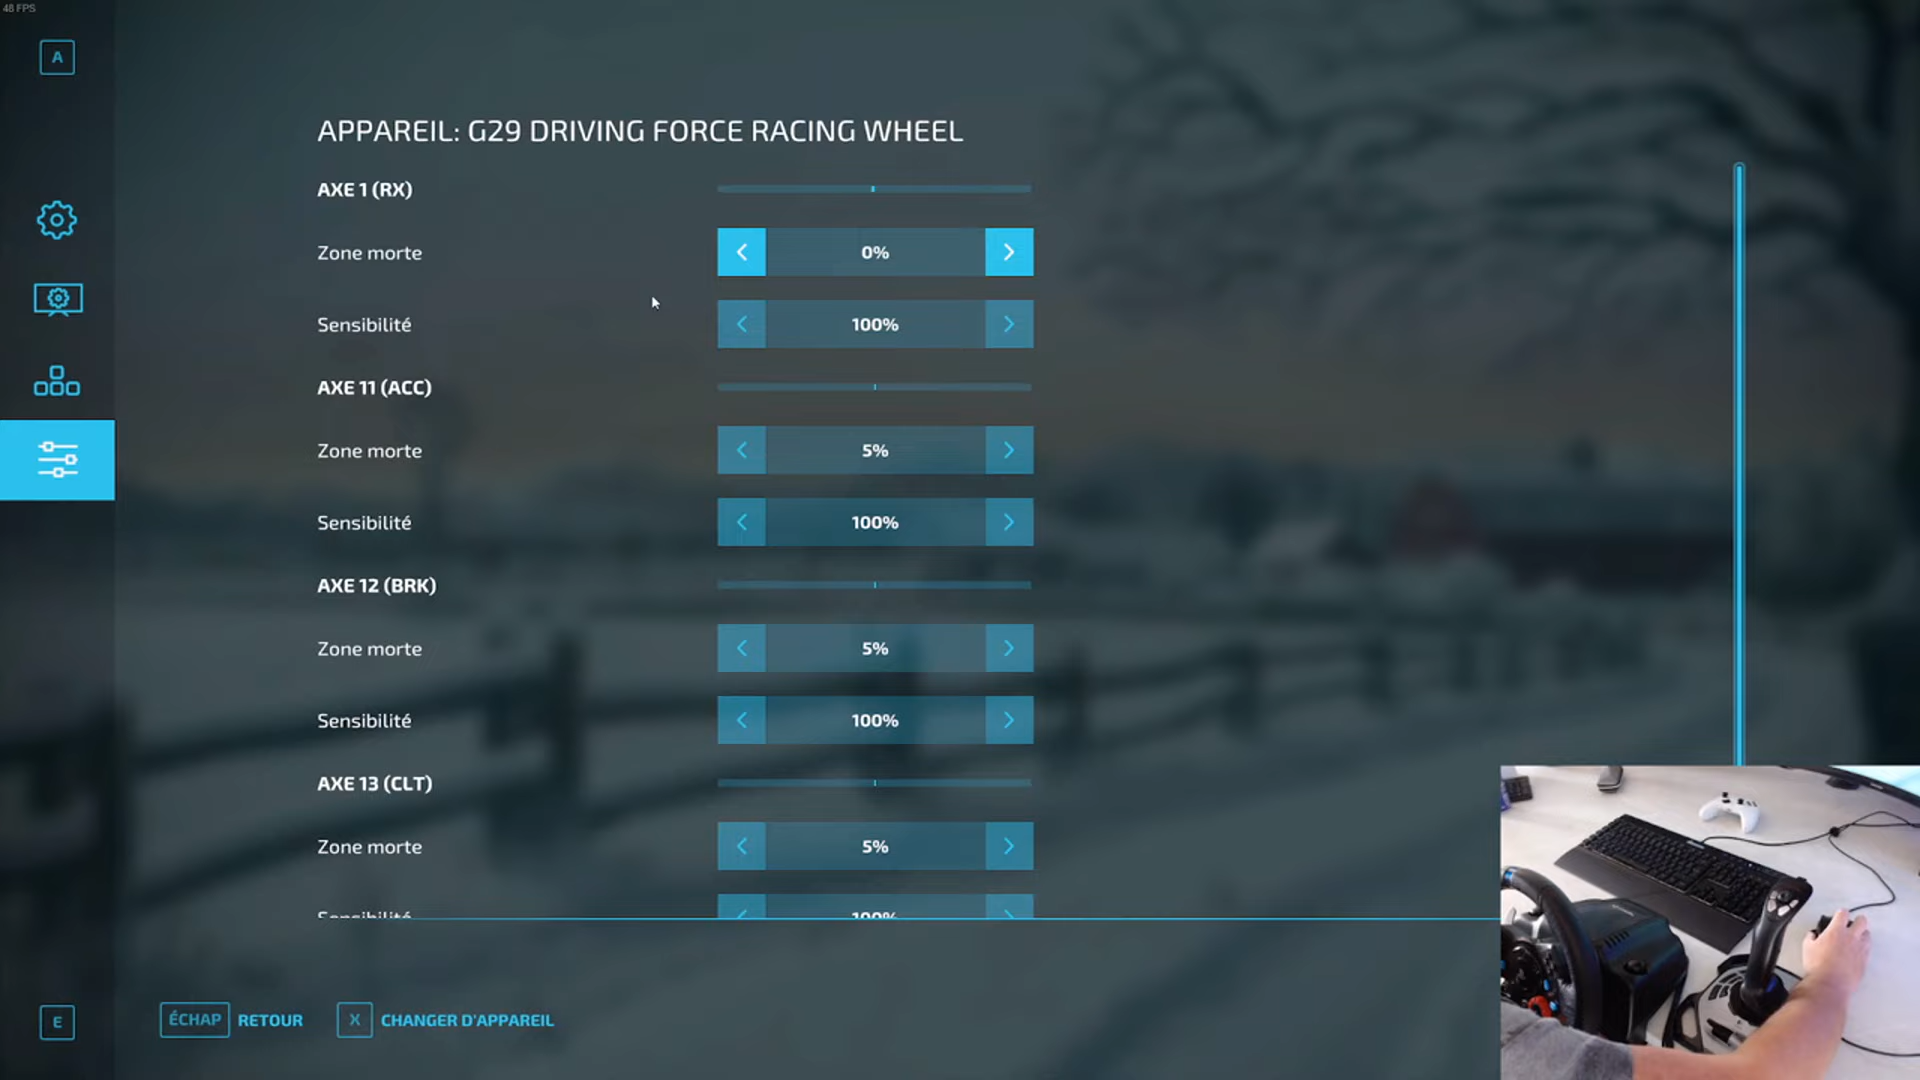 48 FPS
A
APPAREIL: G29 DRIVING FORCE RACING WHEEL
AXE 1 (RX)
Zone morte
0%
Sensibilité
100%
AXE 11 (ACC)
Zone morte
5%
Sensibilité
100%
AXE 12 (BRK)
Zone morte
5%
Sensibilité
100%
AXE 13 (CLT)
Zone morte
5%
Sensibilité
100%
E
ÉCHAP RETOUR
X CHANGER D'APPAREIL